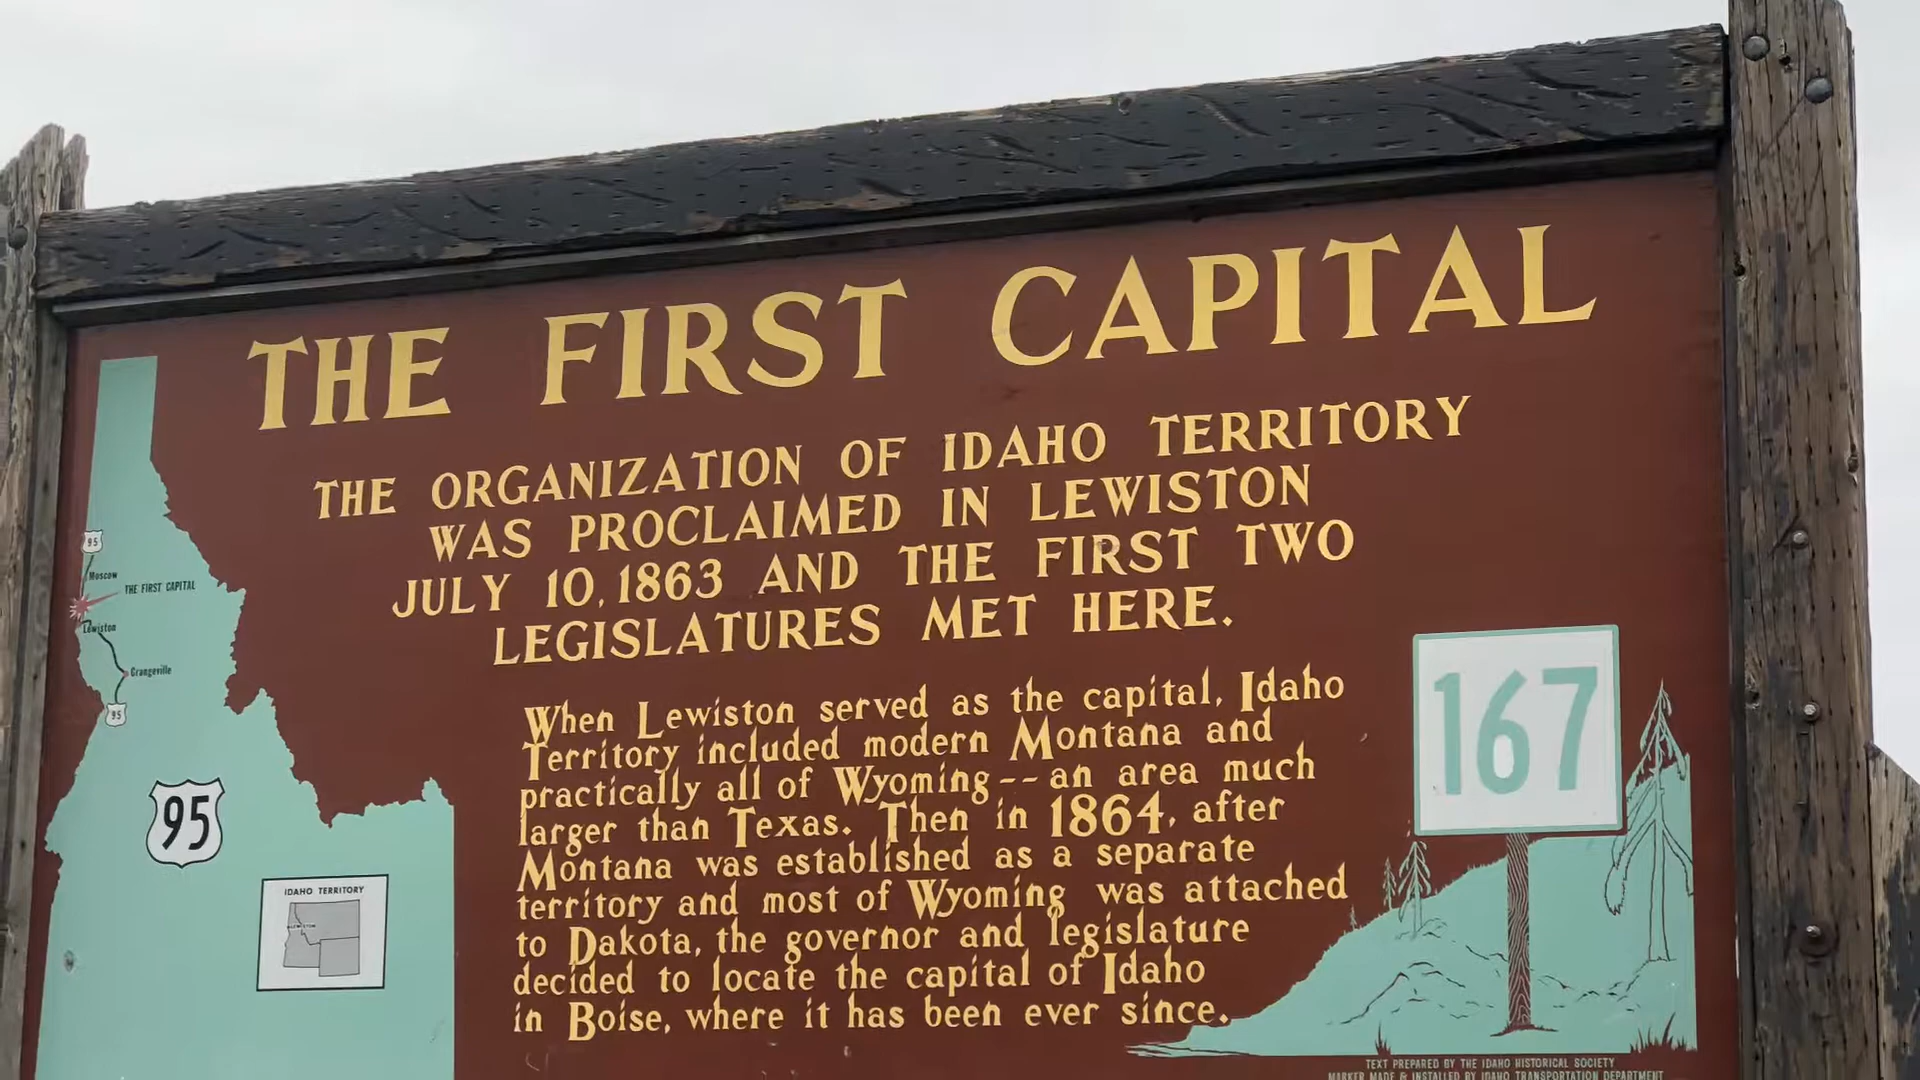 THE FIRST CAPITAL
THE ORGANIZATION OF IDAHO TERRITORY
WAS PROCLAIMED IN LEWISTON
JULY 10, 1863 AND THE FIRST TWO
LEGISLATURES MET HERE.
When Lewiston served as the capital, Idaho
Territory included modern Montana and
practically all of Wyoming -- an area much
larger than Texas. Then in 1864, after
Montana was established as a separate
territory and most of Wyoming was attached
to Dakota, the governor and legislature
decided to locate the capital of Idaho
in Boise, where it has been ever since.
95
Moscow
THE FIRST CAPITAL
Lewiston
Grangeville
95
95
IDAHO TERRITORY
LEWISTON
167
TEXT PREPARED BY THE IDAHO HISTORICAL SOCIETY
MARKER MADE & INSTALLED BY IDAHO TRANSPORTATION DEPARTMENT